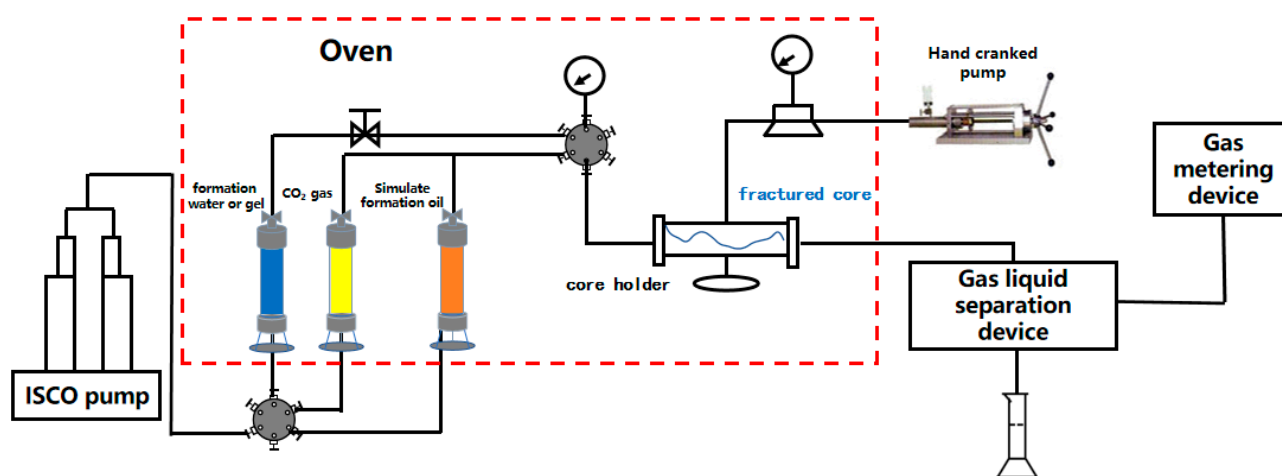 Oven
Hand cranked
pump
formation
water or gel
CO₂ gas
Simulate
formation oil
fractured core
Gas
metering
device
core holder
Gas liquid
separation
device
ISCO pump